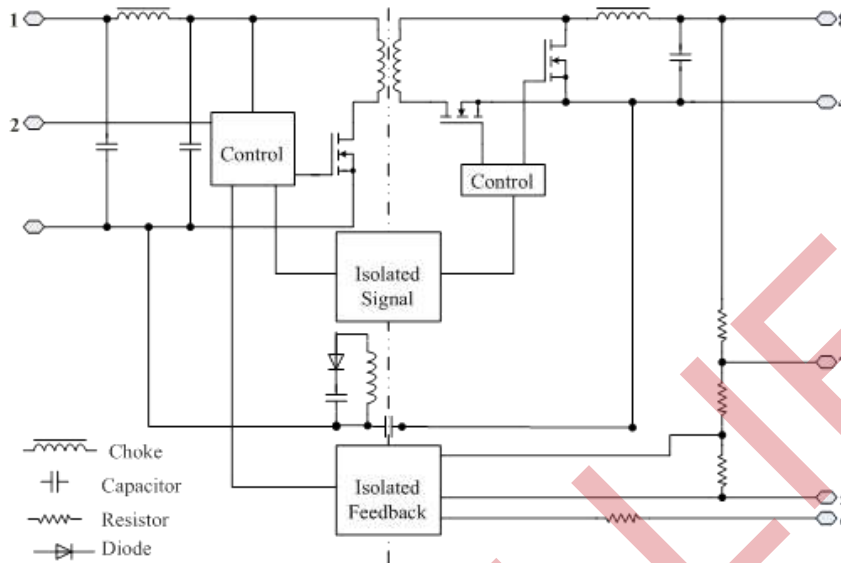 1
2
Control
Control
Isolated
Signal
Isolated
Feedback
Choke
Capacitor
Resistor
Diode